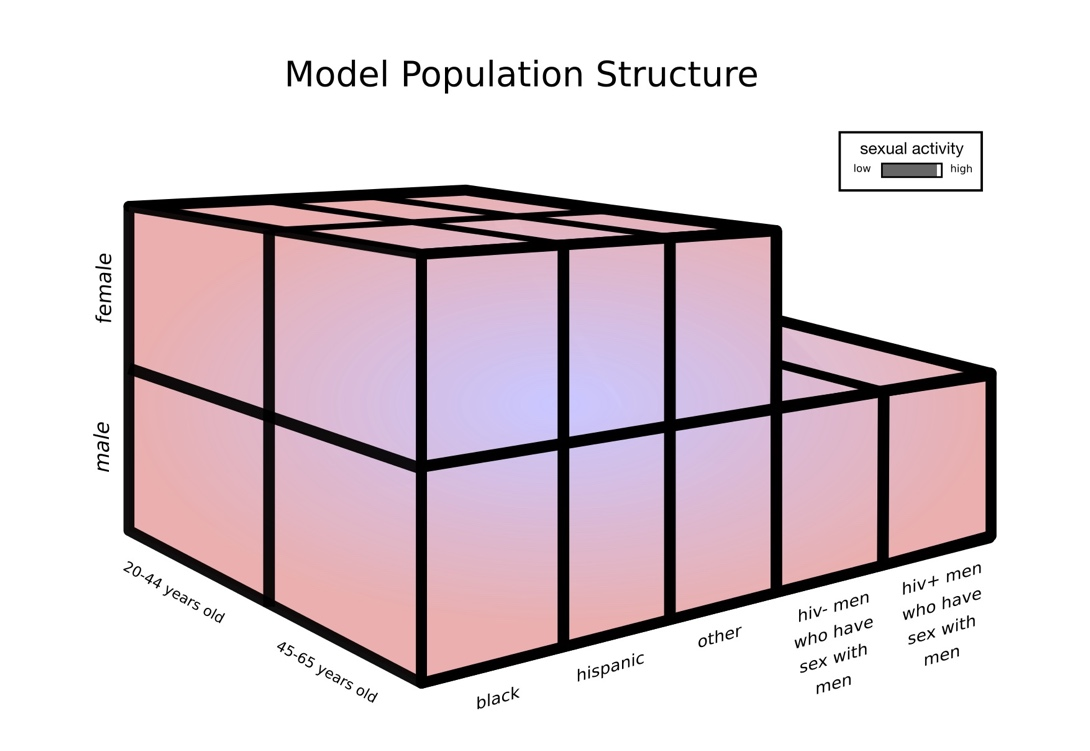 Model Population Structure
sexual activity
low
high
female
male
20-44 years old
45-65 years old
black
hispanic
other
hiv- men
who have
sex with
men
hiv+ men
who have
sex with
men